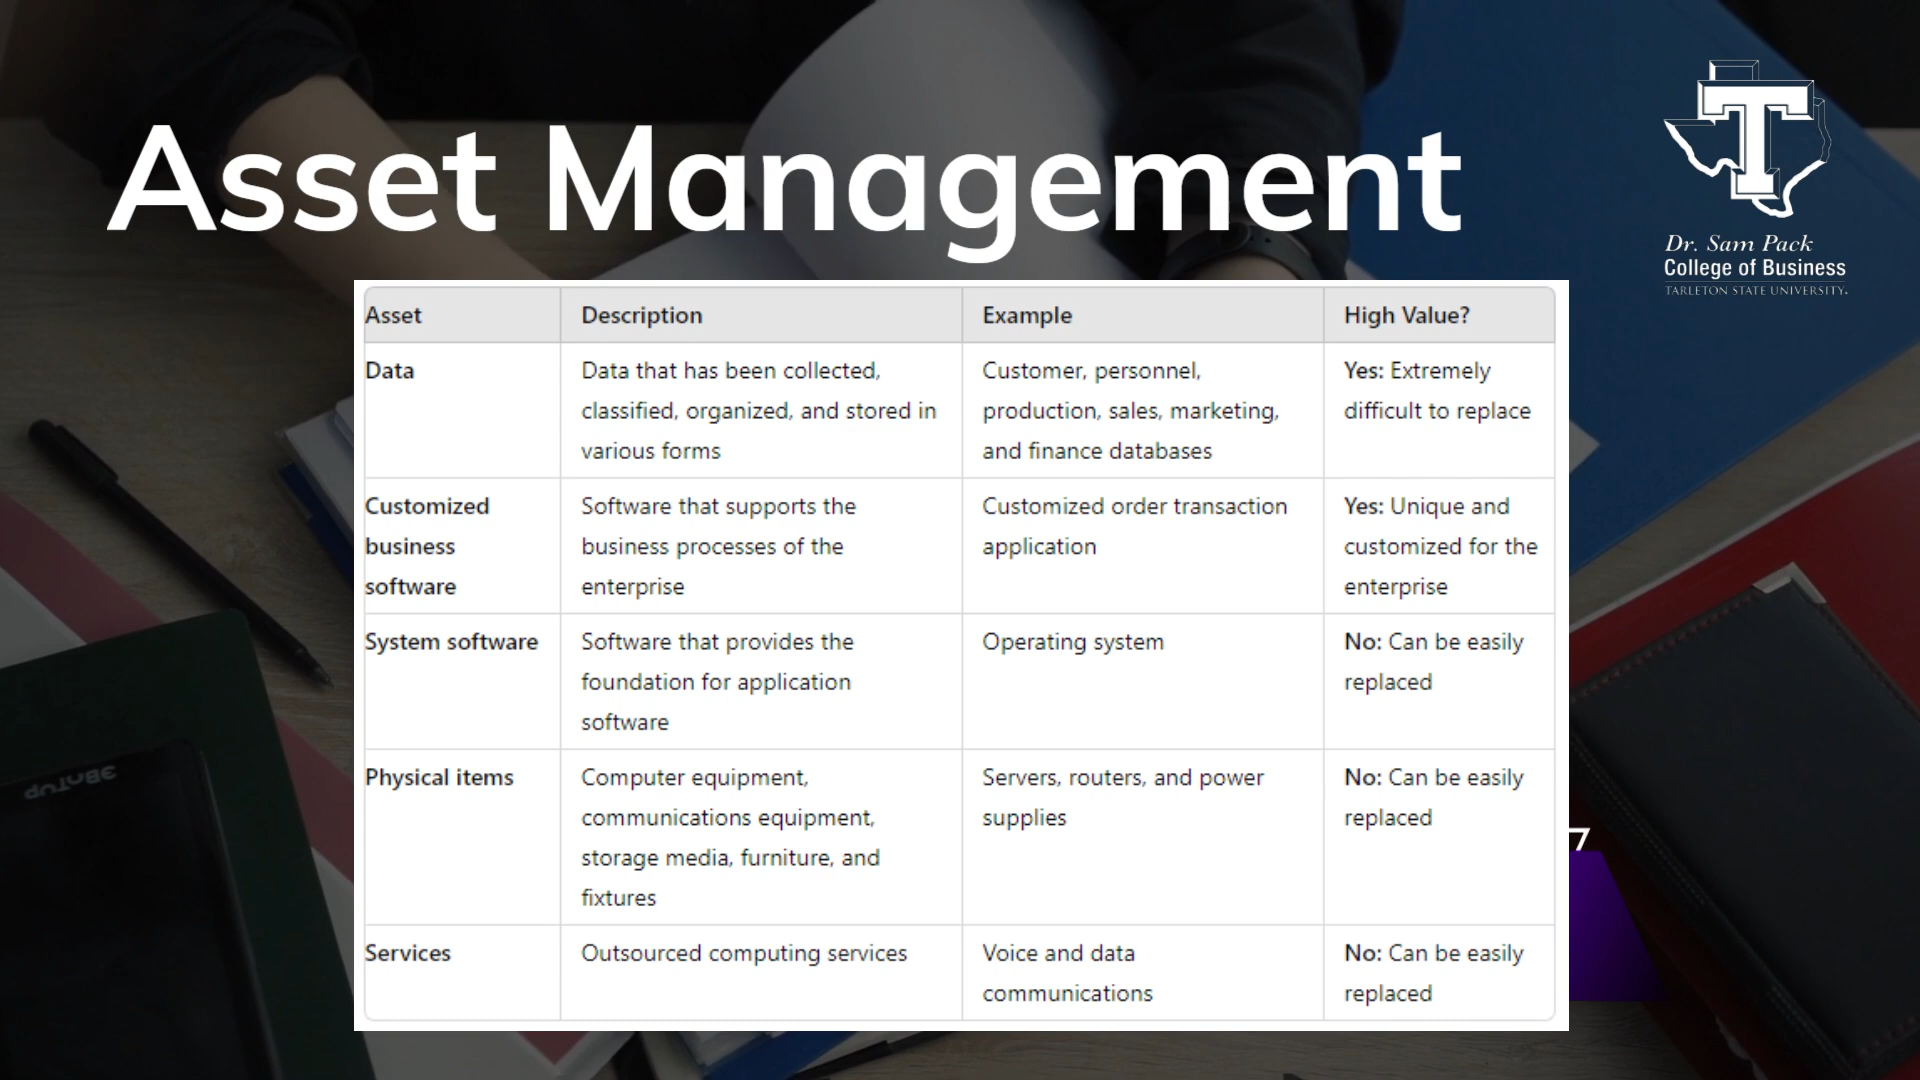 Asset Management
Dr. Sam Pack
College of Business
TARLETON STATE UNIVERSITY.
Asset Description Example High Value?
Data Data that has been collected, Customer, personnel, Yes: Extremely
classified, organized, and stored in production, sales, marketing, difficult to replace
various forms and finance databases
Customized Software that supports the Customized order transaction Yes: Unique and
business business processes of the application customized for the
software enterprise enterprise
System software Software that provides the Operating system No: Can be easily
foundation for application replaced
software
Physical items Computer equipment, Servers, routers, and power No: Can be easily
communications equipment, supplies replaced
storage media, furniture, and
fixtures
7
Services Outsourced computing services Voice and data No: Can be easily
communications replaced